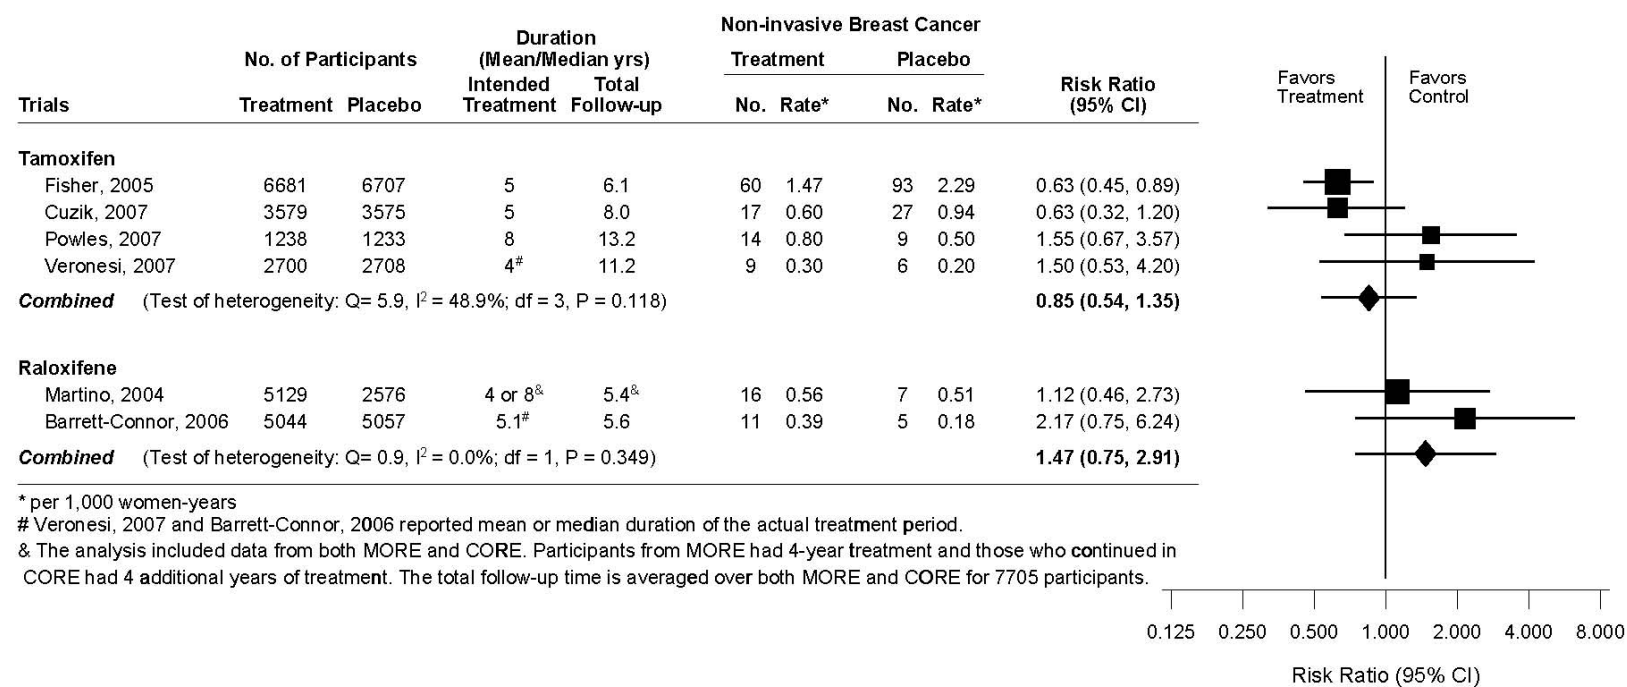 Non-invasive Breast Cancer
Duration
No. of Participants (Mean/Median yrs) Treatment Placebo
Intended Total Risk Ratio Favors Favors
Trials Treatment Placebo Treatment Follow-up No. Rate* No. Rate* (95% CI) Treatment Control
Tamoxifen
Fisher, 2005 6681 6707 5 6.1 60 1.47 93 2.29 0.63 (0.45, 0.89)
Cuzik, 2007 3579 3575 5 8.0 17 0.60 27 0.94 0.63 (0.32, 1.20)
Powles, 2007 1238 1233 8 13.2 14 0.80 9 0.50 1.55 (0.67, 3.57)
Veronesi, 2007 2700 2708 4# 11.2 9 0.30 6 0.20 1.50 (0.53, 4.20)
Combined (Test of heterogeneity: Q= 5.9, I² = 48.9%; df = 3, P = 0.118) 0.85 (0.54, 1.35)
Raloxifene
Martino, 2004 5129 2576 4 or 8& 5.4& 16 0.56 7 0.51 1.12 (0.46, 2.73)
Barrett-Connor, 2006 5044 5057 5.1# 5.6 11 0.39 5 0.18 2.17 (0.75, 6.24)
Combined (Test of heterogeneity: Q= 0.9, I² = 0.0%; df = 1, P = 0.349) 1.47 (0.75, 2.91)
* per 1,000 women-years
# Veronesi, 2007 and Barrett-Connor, 2006 reported mean or median duration of the actual treatment period.
& The analysis included data from both MORE and CORE. Participants from MORE had 4-year treatment and those who continued in
CORE had 4 additional years of treatment. The total follow-up time is averaged over both MORE and CORE for 7705 participants.
0.125 0.250 0.500 1.000 2.000 4.000 8.000
Risk Ratio (95% CI)